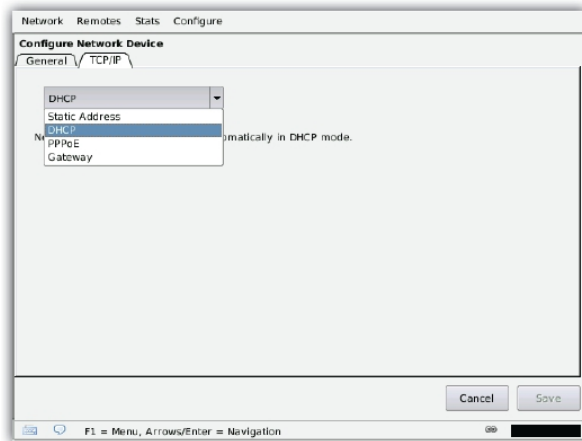 Network Remotes Stats Configure
Configure Network Device
General TCP/IP
DHCP
Static Address
DHCP
PPPoE
Gateway
omatically in DHCP mode.
Cancel Save
F1 = Menu, Arrows/Enter = Navigation